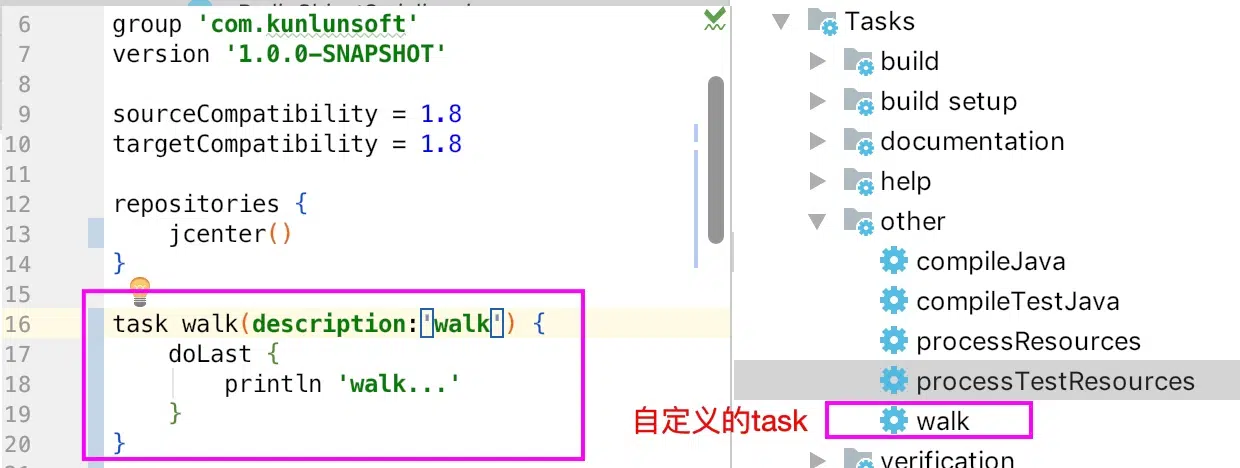 6 group 'com.kunlunsoft'
7 version '1.0.0-SNAPSHOT'
8
9 sourceCompatibility = 1.8
10 targetCompatibility = 1.8
11
12 repositories {
13 jcenter()
14 }
15
16 task walk(description:'walk') {
17 doLast {
18 println 'walk...'
19 }
20 }
自定义的task
Tasks
build
build setup
documentation
help
other
compileJava
compileTestJava
processResources
processTestResources
walk
verification